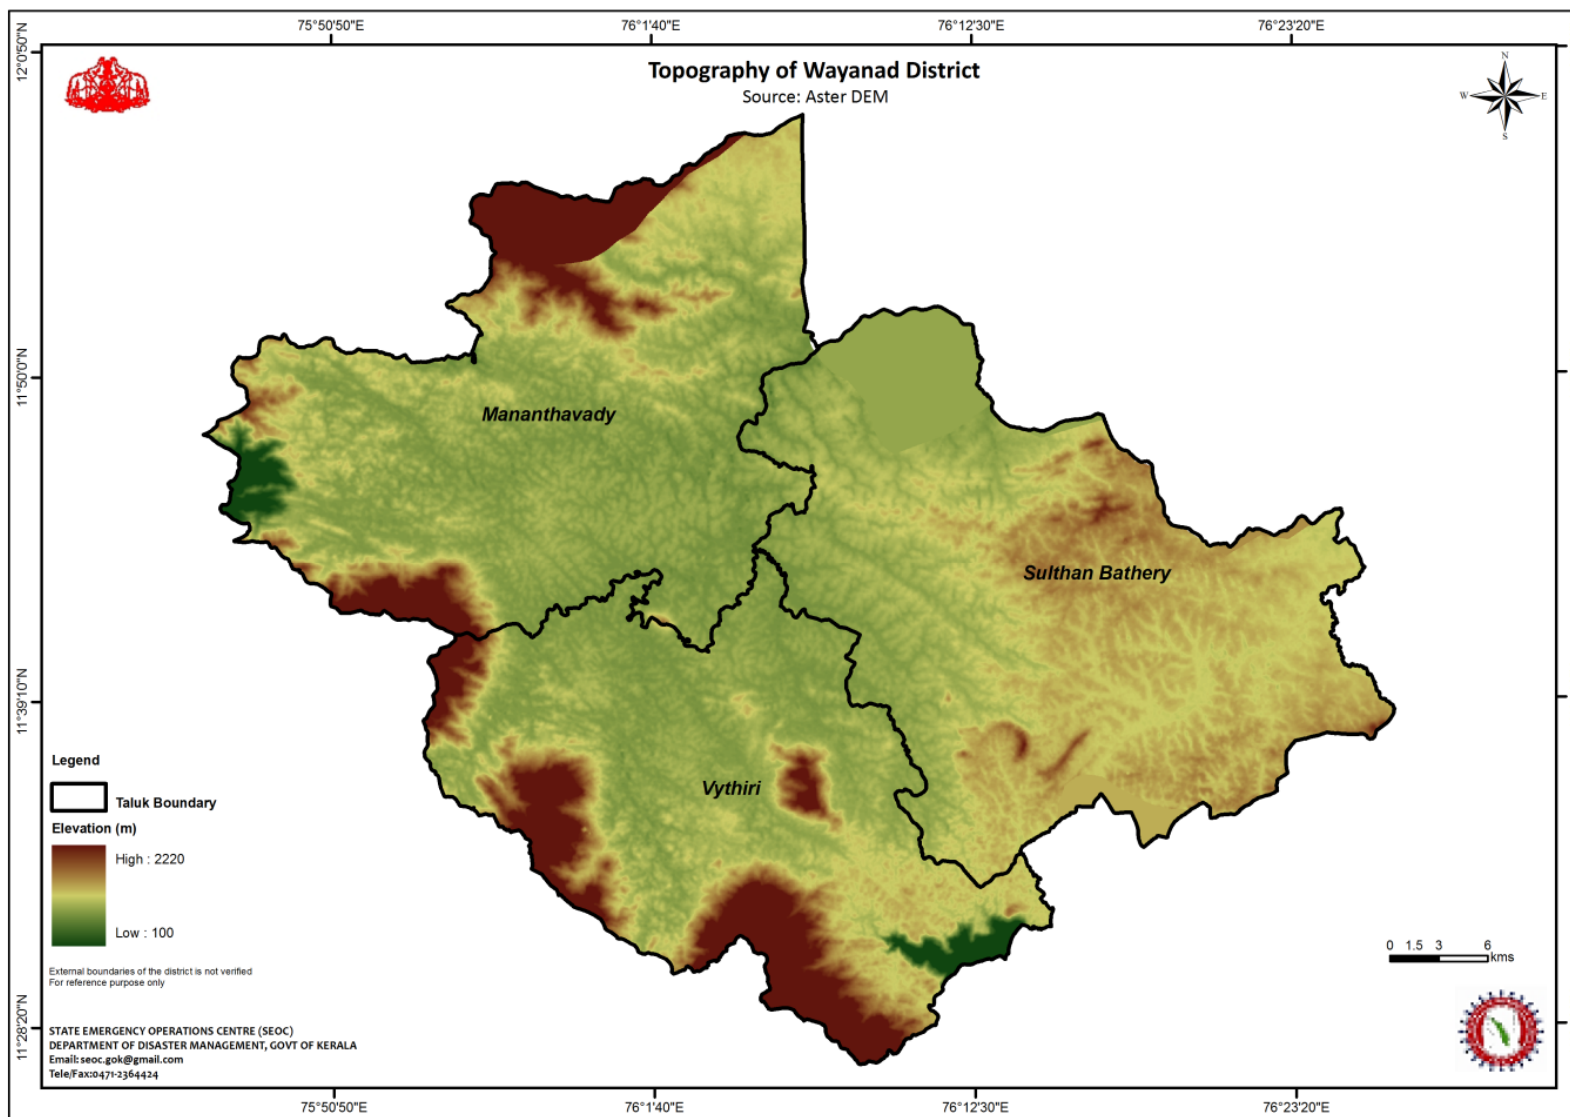 75°50'50"E
76°1'40"E
76°12'30"E
76°23'20"E
12°0'50"N
Topography of Wayanad District
Source: Aster DEM
N
W
E
S
11°50'0"N
Mananthavady
Sulthan Bathery
11°39'10"N
Vythiri
Legend
Taluk Boundary
Elevation (m)
High : 2220
Low : 100
External boundaries of the district is not verified
For reference purpose only
0 1.5 3 6
kms
11°28'20"N
STATE EMERGENCY OPERATIONS CENTRE (SEOC)
DEPARTMENT OF DISASTER MANAGEMENT, GOVT OF KERALA
Email: seoc.gok@gmail.com
Tele/Fax:0471-2364424
75°50'50"E
76°1'40"E
76°12'30"E
76°23'20"E